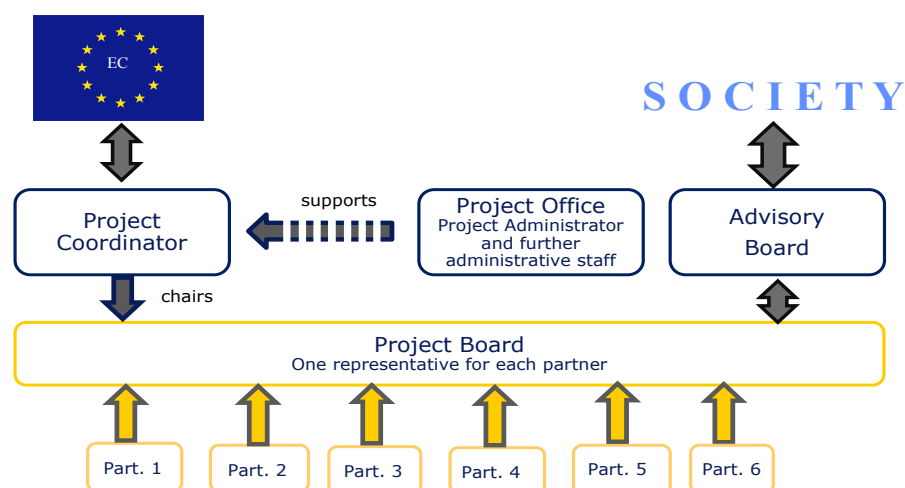 EC
SOCIETY
supports
Project
Coordinator
Project Office
Project Administrator
and further
administrative staff
Advisory
Board
chairs
Project Board
One representative for each partner
Part. 1
Part. 2
Part. 3
Part. 4
Part. 5
Part. 6